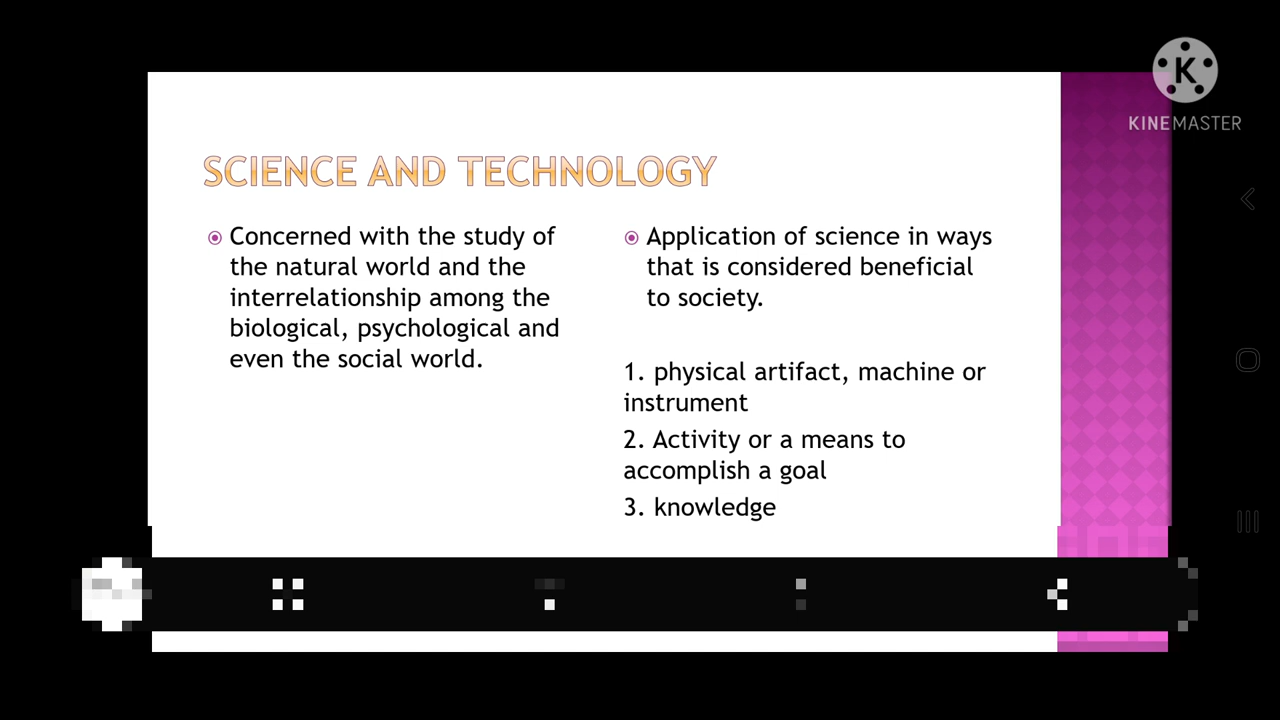 KINEMASTER
SCIENCE AND TECHNOLOGY
Concerned with the study of
the natural world and the
interrelationship among the
biological, psychological and
even the social world.
Application of science in ways
that is considered beneficial
to society.
1. physical artifact, machine or
instrument
2. Activity or a means to
accomplish a goal
3. knowledge